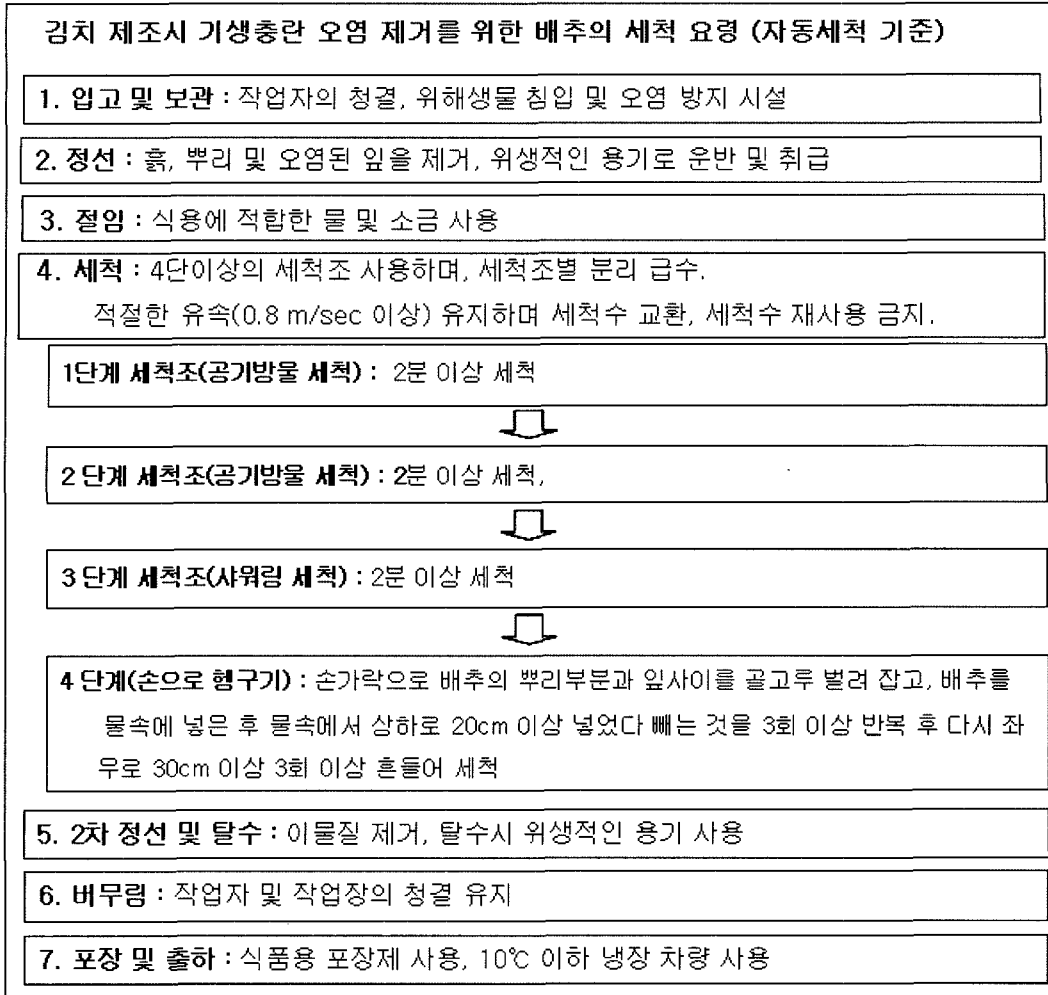 김치 제조시 기생충란 오염 제거를 위한 배추의 세척 요령 (자동세척 기준)
1. 입고 및 보관 : 작업자의 청결, 위해생물 침입 및 오염 방지 시설
2. 정선 : 흙, 뿌리 및 오염된 잎을 제거, 위생적인 용기로 운반 및 취급
3. 절임 : 식용에 적합한 물 및 소금 사용
4. 세척 : 4단이상의 세척조 사용하며, 세척조별 분리 급수.
적절한 유속(0.8 m/sec 이상) 유지하며 세척수 교환, 세척수 재사용 금지.
1단계 세척조(공기방물 세척) : 2분 이상 세척
2 단계 세척조(공기방울 세척) : 2분 이상 세척,
3 단계 세척조(샤워링 세척) : 2분 이상 세척
4 단계(손으로 헹구기) : 손가락으로 배추의 뿌리부분과 잎사이를 골고루 벌려 잡고, 배추를
물속에 넣은 후 물속에서 상하로 20cm 이상 넣었다 빼는 것을 3회 이상 반복 후 다시 좌
우로 30cm 이상 3회 이상 흔들어 세척
5. 2차 정선 및 탈수 : 이물질 제거, 탈수시 위생적인 용기 사용
6. 버무림 : 작업자 및 작업장의 청결 유지
7. 포장 및 출하 : 식품용 포장제 사용, 10℃ 이하 냉장 차량 사용